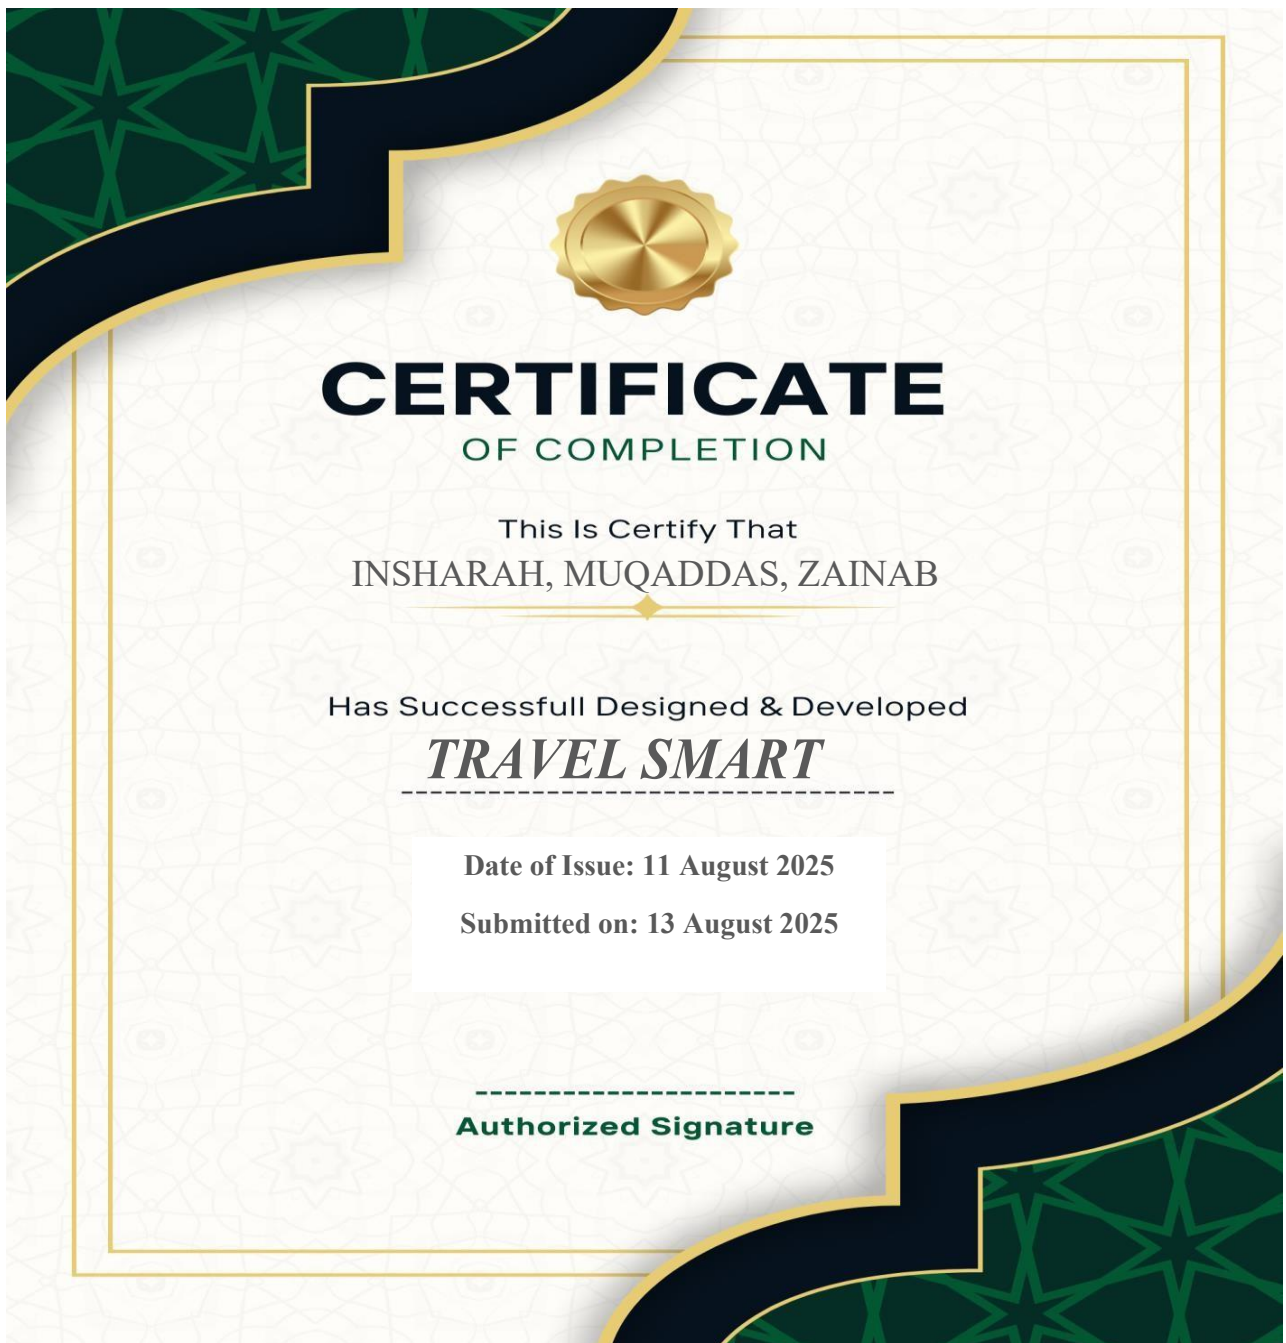 CERTIFICATE
OF COMPLETION
This Is Certify That
INSHARAH, MUQADDAS, ZAINAB
Has Successfull Designed & Developed
TRAVEL SMART
Date of Issue: 11 August 2025
Submitted on: 13 August 2025
Authorized Signature